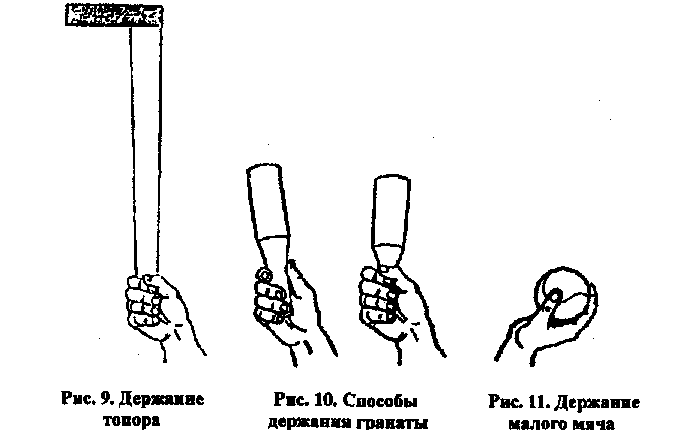 Рис. 9. Держание
топора
Рис. 10. Способы
держания гранаты
Рис. 11. Держание
малого мяча